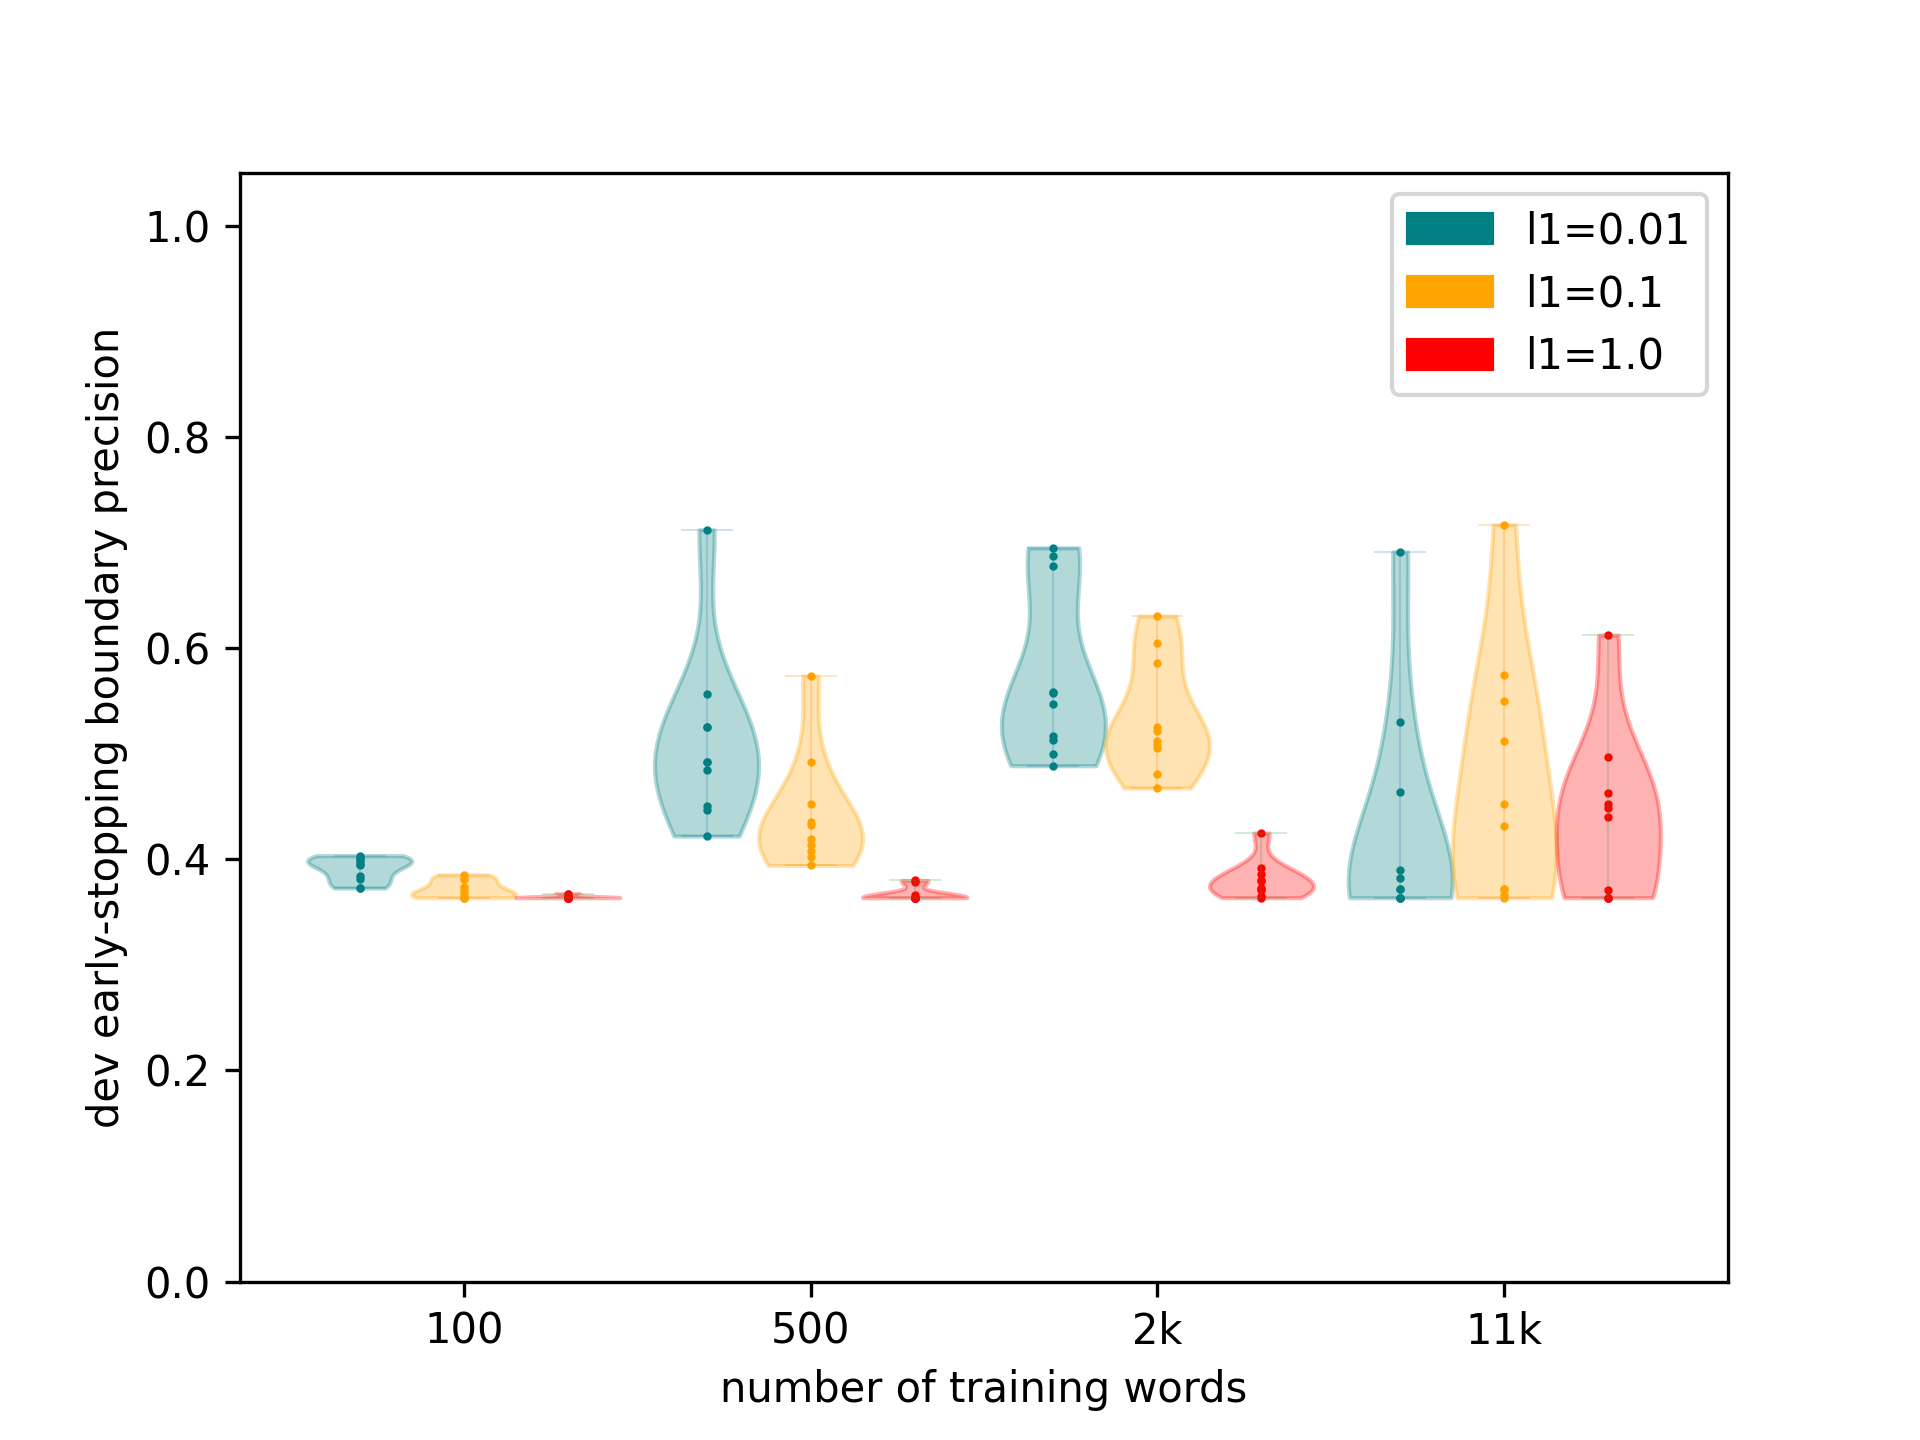 l1=0.01
l1=0.1
l1=1.0
dev early-stopping boundary precision
1.0
0.8
0.6
0.4
0.2
0.0
100 500 2k 11k
number of training words